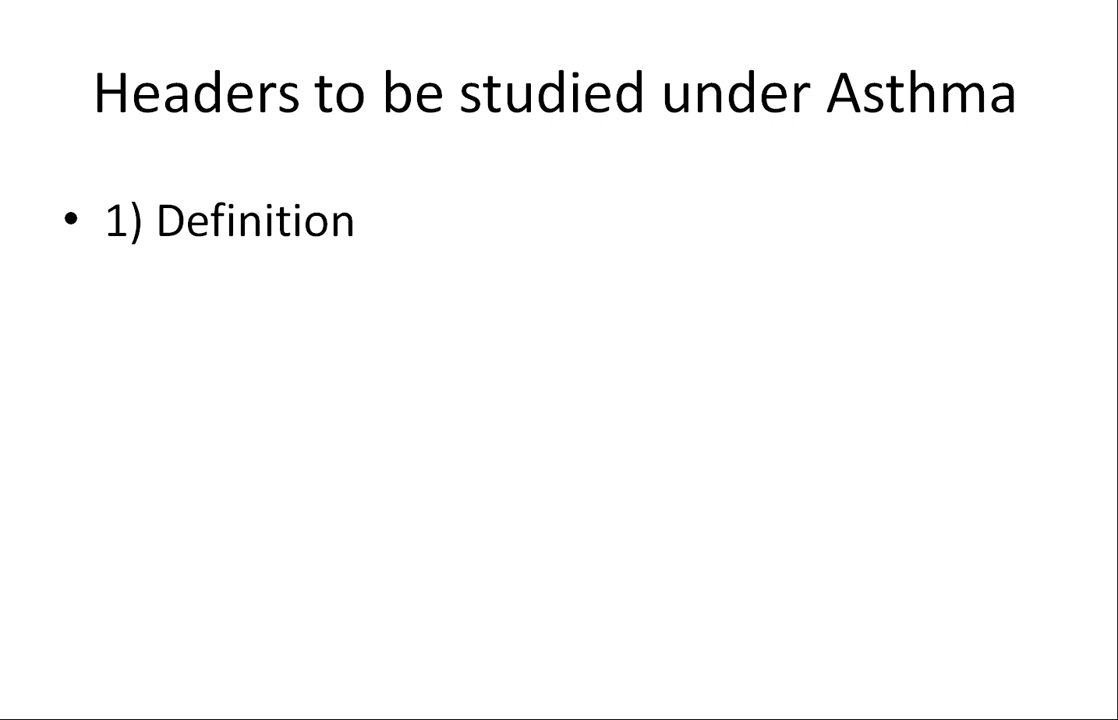 Headers to be studied under Asthma
• 1) Definition